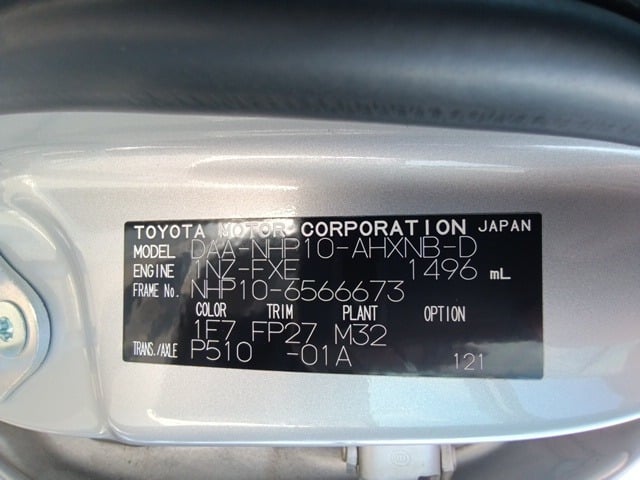 TOYOTA MOTOR CORPORATION JAPAN
MODEL DAA-NHP10-AHXNB-D
ENGINE 1NZ-FXE 1496 mL
FRAME NO. NHP10-6566673
COLOR TRIM PLANT OPTION
1F7 FP27 M32
TRANS./AXLE P510 -01A 121